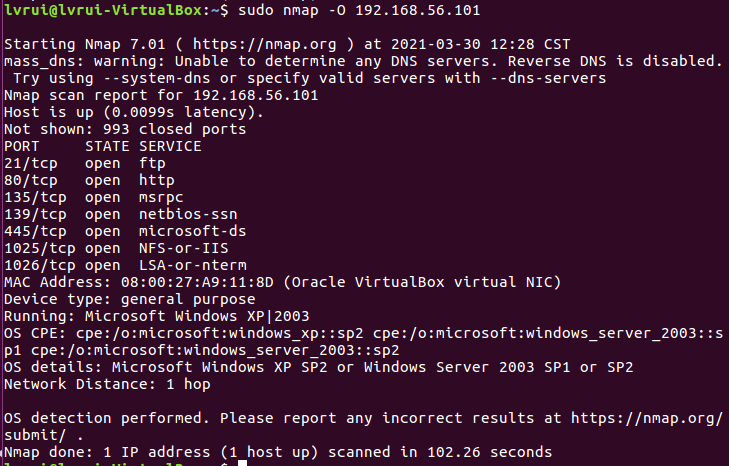 lvrui@lvrui-VirtualBox:~$ sudo nmap -O 192.168.56.101
Starting Nmap 7.01 ( https://nmap.org ) at 2021-03-30 12:28 CST
mass_dns: warning: Unable to determine any DNS servers. Reverse DNS is disabled.
 Try using --system-dns or specify valid servers with --dns-servers
Nmap scan report for 192.168.56.101
Host is up (0.0099s latency).
Not shown: 993 closed ports
PORT     STATE SERVICE
21/tcp   open  ftp
80/tcp   open  http
135/tcp  open  msrpc
139/tcp  open  netbios-ssn
445/tcp  open  microsoft-ds
1025/tcp open  NFS-or-IIS
1026/tcp open  LSA-or-nterm
MAC Address: 08:00:27:A9:11:8D (Oracle VirtualBox virtual NIC)
Device type: general purpose
Running: Microsoft Windows XP|2003
OS CPE: cpe:/o:microsoft:windows_xp::sp2 cpe:/o:microsoft:windows_server_2003::s
p1 cpe:/o:microsoft:windows_server_2003::sp2
OS details: Microsoft Windows XP SP2 or Windows Server 2003 SP1 or SP2
Network Distance: 1 hop
OS detection performed. Please report any incorrect results at https://nmap.org/
submit/ .
Nmap done: 1 IP address (1 host up) scanned in 102.26 seconds
lvrui@lvrui-VirtualBox:~$